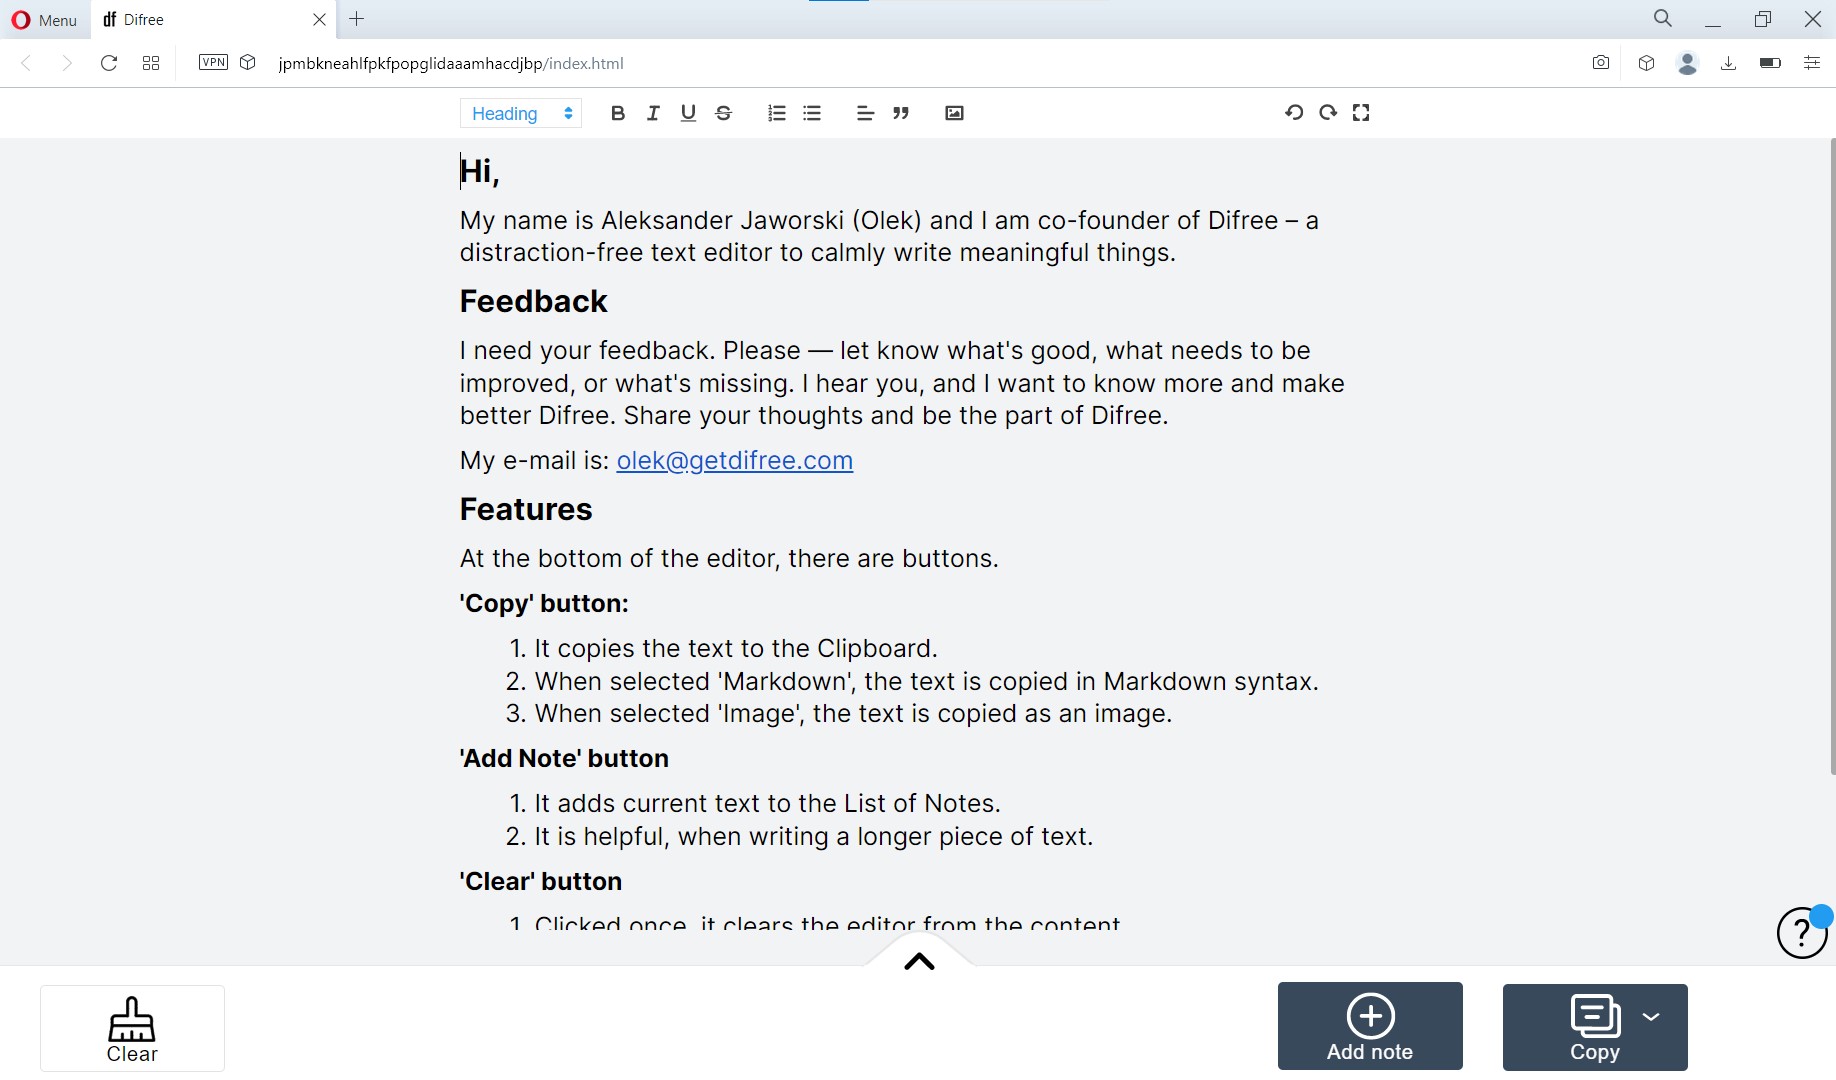 Menu
df Difree
VPN
jpmbkneahlfpkfpopglidaaamhacdjbp/index.html
Heading
B I U S
Hi,
My name is Aleksander Jaworski (Olek) and I am co-founder of Difree – a
distraction-free text editor to calmly write meaningful things.
Feedback
I need your feedback. Please — let know what's good, what needs to be
improved, or what's missing. I hear you, and I want to know more and make
better Difree. Share your thoughts and be the part of Difree.
My e-mail is: olek@getdifree.com
Features
At the bottom of the editor, there are buttons.
'Copy' button:
1. It copies the text to the Clipboard.
2. When selected 'Markdown', the text is copied in Markdown syntax.
3. When selected 'Image', the text is copied as an image.
'Add Note' button
1. It adds current text to the List of Notes.
2. It is helpful, when writing a longer piece of text.
'Clear' button
1. Clicked once, it clears the editor from the content
?
Clear
Add note
Copy